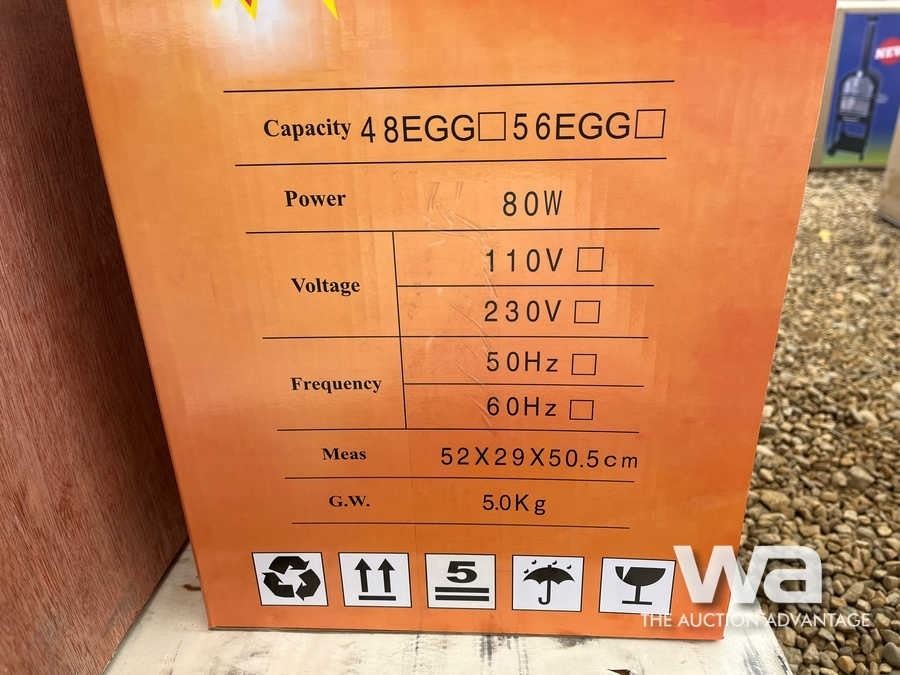 NEW
Capacity 48EGG□ 56EGG□
Power 80W
Voltage 110V □
230V □
Frequency 50Hz □
60Hz □
Meas 52X29X50.5cm
G.W. 5.0Kg
5
wa
THE AUCTION ADVANTAGE